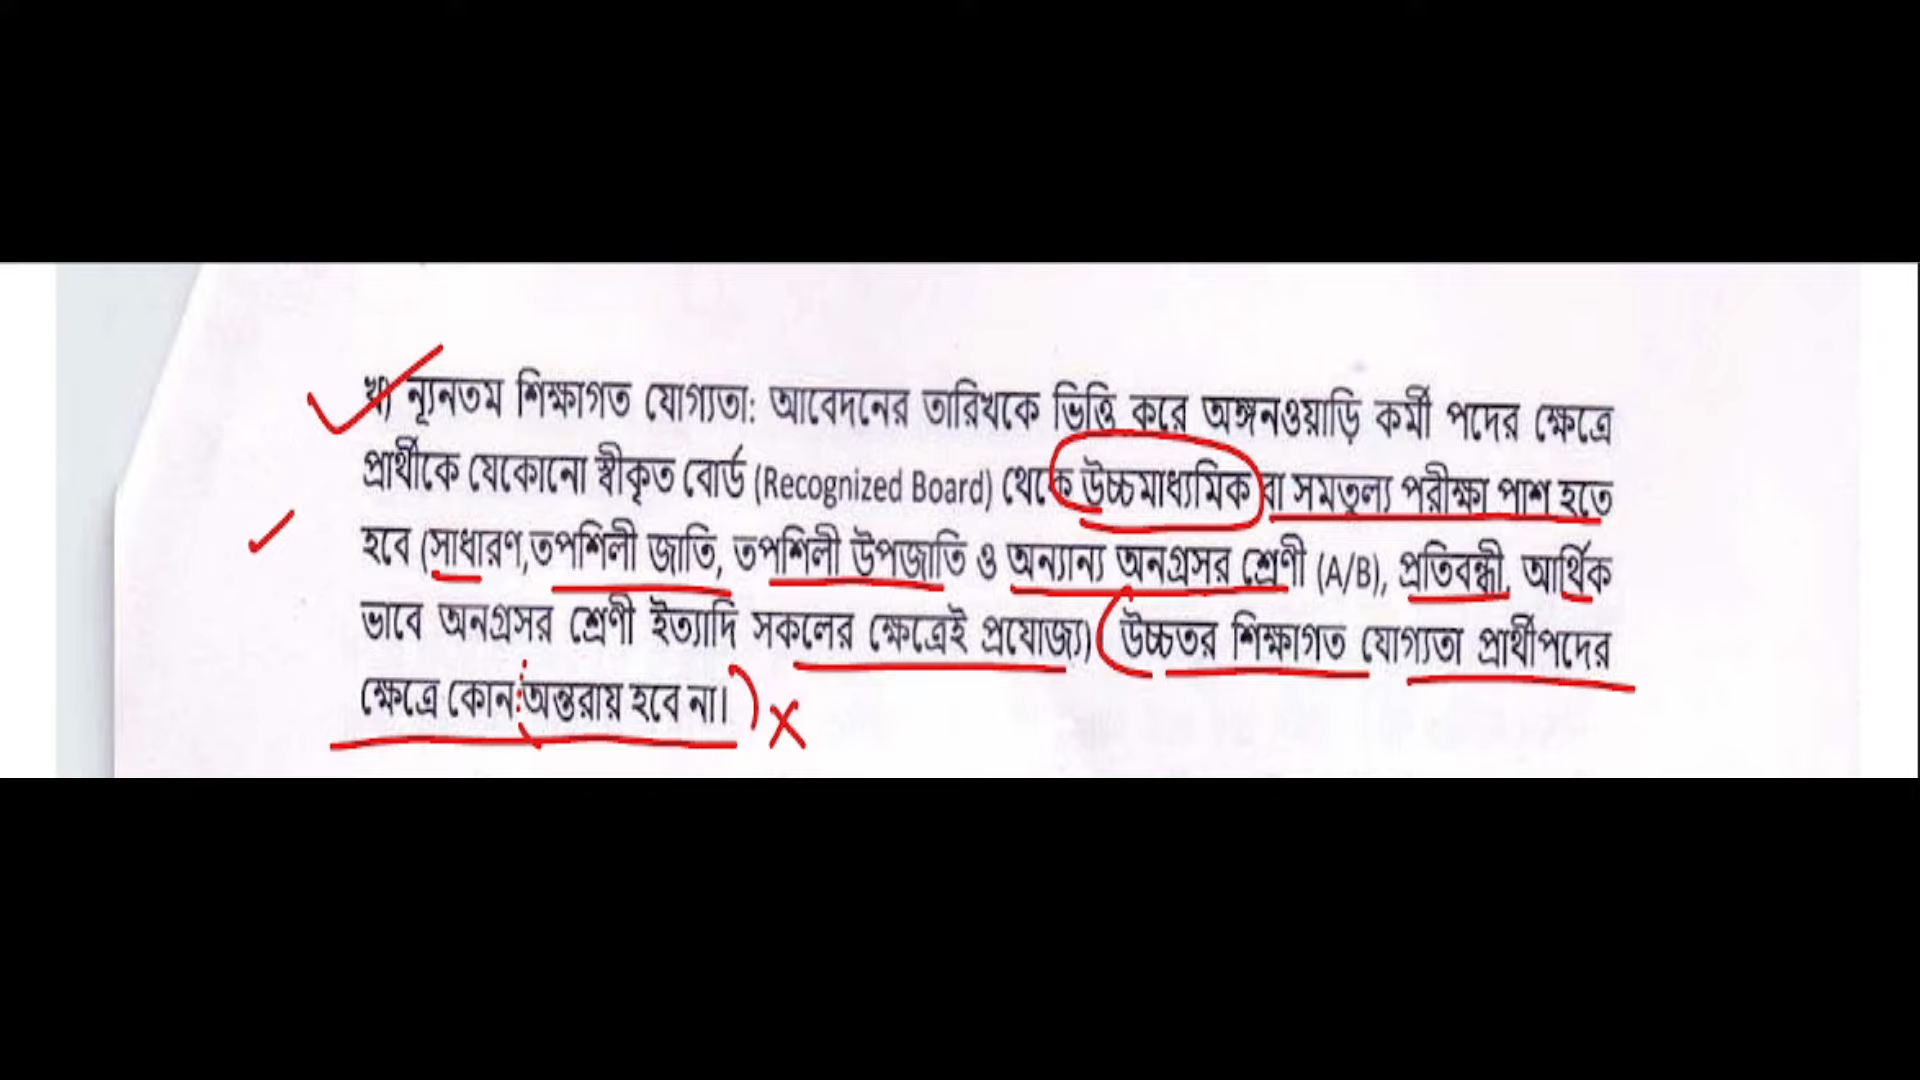 খ) ন্যূনতম শিক্ষাগত যোগ্যতা: আবেদনের তারিখকে ভিত্তি করে অঙ্গনওয়াড়ি কর্মী পদের ক্ষেত্রে
প্রার্থীকে যেকোনো স্বীকৃত বোর্ড (Recognized Board) থেকে উচ্চমাধ্যমিক বা সমতুল্য পরীক্ষা পাশ হতে
হবে (সাধারণ,তপশিলী জাতি, তপশিলী উপজাতি ও অন্যান্য অনগ্রসর শ্রেণী (A/B), প্রতিবন্ধী, আর্থিক
ভাবে অনগ্রসর শ্রেণী ইত্যাদি সকলের ক্ষেত্রেই প্রযোজ্য) উচ্চতর শিক্ষাগত যোগ্যতা প্রার্থীপদের
ক্ষেত্রে কোন অন্তরায় হবে না। X